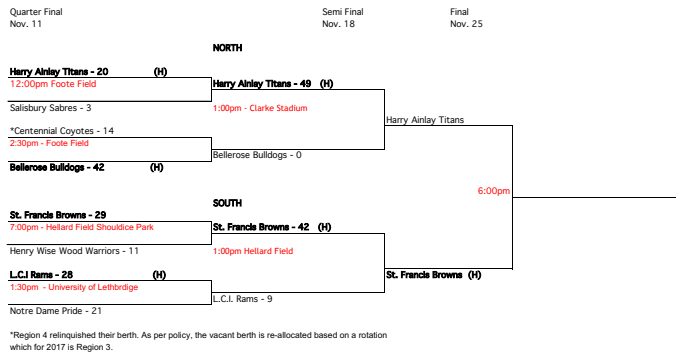 Quarter Final
Nov. 11
Semi Final
Nov. 18
Final
Nov. 25
NORTH
Harry Ainlay Titans - 20 (H)
12:00pm Foote Field
Salisbury Sabres - 3
*Centennial Coyotes - 14
2:30pm - Foote Field
Bellerose Bulldogs - 42 (H)
Harry Ainlay Titans - 49 (H)
1:00pm - Clarke Stadium
Bellerose Bulldogs - 0
Harry Ainlay Titans
6:00pm
SOUTH
St. Francis Browns - 29
7:00pm - Hellard Field Shouldice Park
Henry Wise Wood Warriors - 11
L.C.I Rams - 28 (H)
1:30pm - University of Lethbrdige
Notre Dame Pride - 21
St. Francis Browns - 42 (H)
1:00pm Hellard Field
L.C.I. Rams - 9
St. Francis Browns (H)
*Region 4 relinquished their berth. As per policy, the vacant berth is re-allocated based on a rotation
which for 2017 is Region 3.